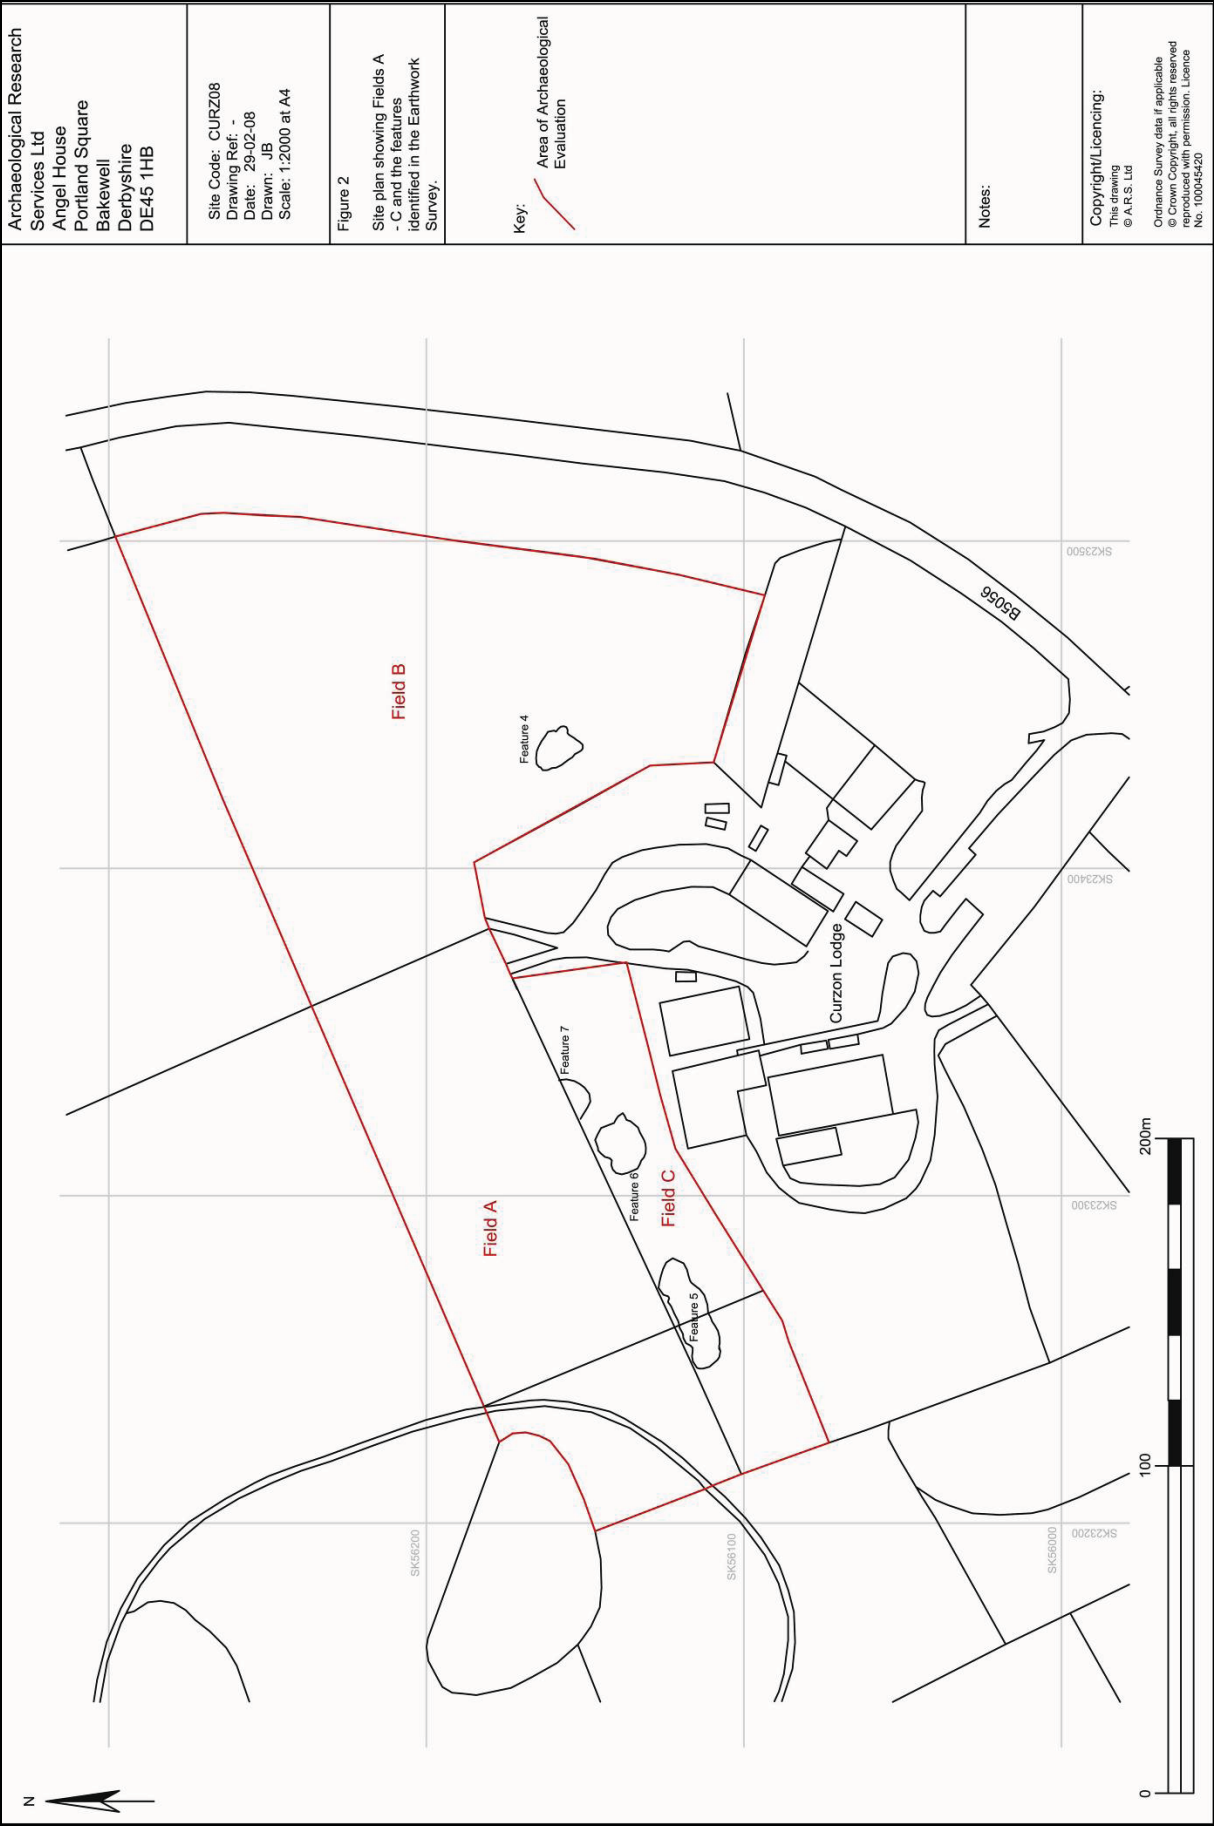 Archaeological Research
Services Ltd
Angel House
Portland Square
Bakewell
Derbyshire
DE45 1HB
Site Code: CURZ08
Drawing Ref: -
Date: 29-02-08
Drawn: JB
Scale: 1:2000 at A4
Figure 2
Site plan showing Fields A
- C and the features
identified in the Earthwork
Survey.
Key:
Area of Archaeological
Evaluation
Notes:
Copyright/Licencing:
This drawing
© A.R.S. Ltd
Ordnance Survey data if applicable
© Crown Copyright, all rights reserved
reproduced with permission. Licence
No. 100045420
N
Field A
Field B
Field C
Feature 4
Feature 5
Feature 6
Feature 7
Curzon Lodge
B5056
SK56200
SK56100
SK56000
SK23200
SK23300
SK23400
SK23500
0
100
200m